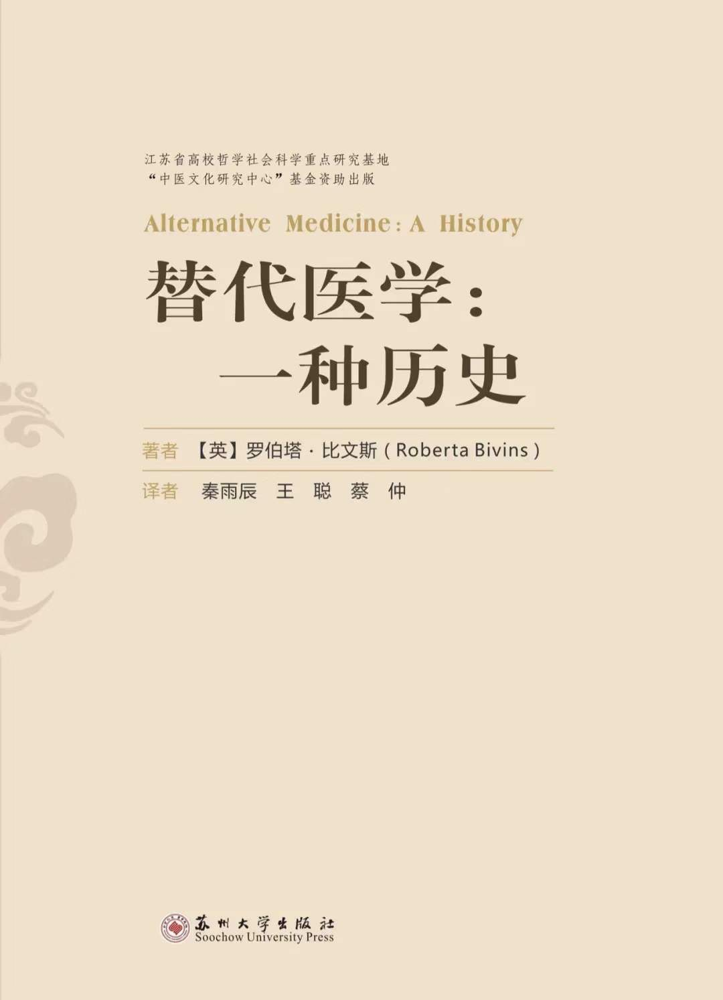 江苏省高校哲学社会科学重点研究基地
“中医文化研究中心”基金资助出版
Alternative Medicine: A History
替代医学：
一种历史
著者 【英】罗伯塔·比文斯（Roberta Bivins）
译者 秦雨辰 王 聪 蔡 仲
苏州大学出版社
Soochow University Press